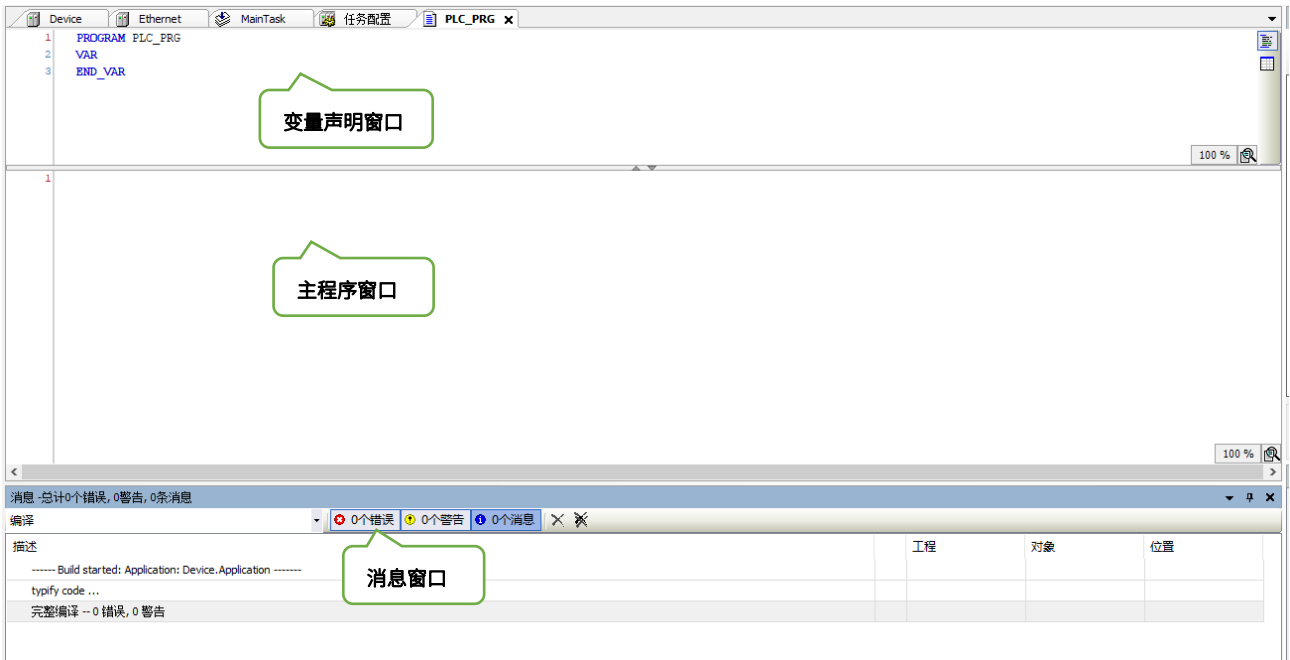 Device Ethernet MainTask 任务配置 PLC_PRG
1 PROGRAM PLC_PRG
2 VAR
3 END_VAR
变量声明窗口
100 %
1
主程序窗口
100 %
消息 -总计0个错误, 0警告, 0条消息
编译 0个错误 0个警告 0个消息
描述 工程 对象 位置
------ Build started: Application: Device.Application -------
typify code ...
完整编译 -- 0 错误, 0 警告
消息窗口